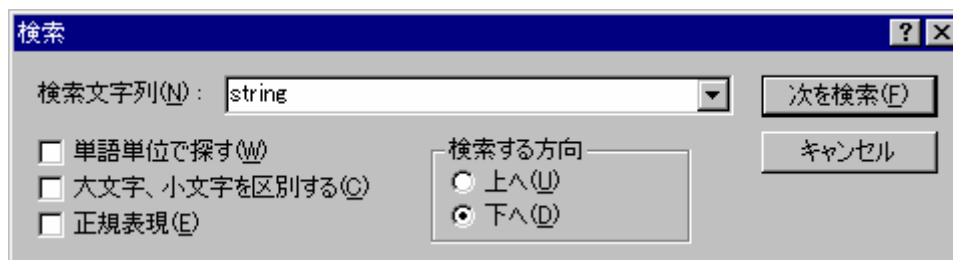 検索
検索文字列(N): string
次を検索(F)
単語単位で探す(W)
検索する方向
キャンセル
大文字、小文字を区別する(C)
上へ(U)
正規表現(E)
下へ(D)